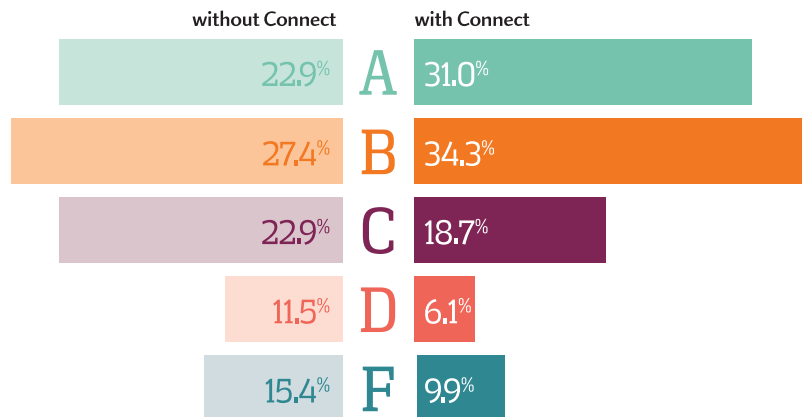 without Connect with Connect
22.9% A 31.0%
27.4% B 34.3%
22.9% C 18.7%
11.5% D 6.1%
15.4% F 9.9%